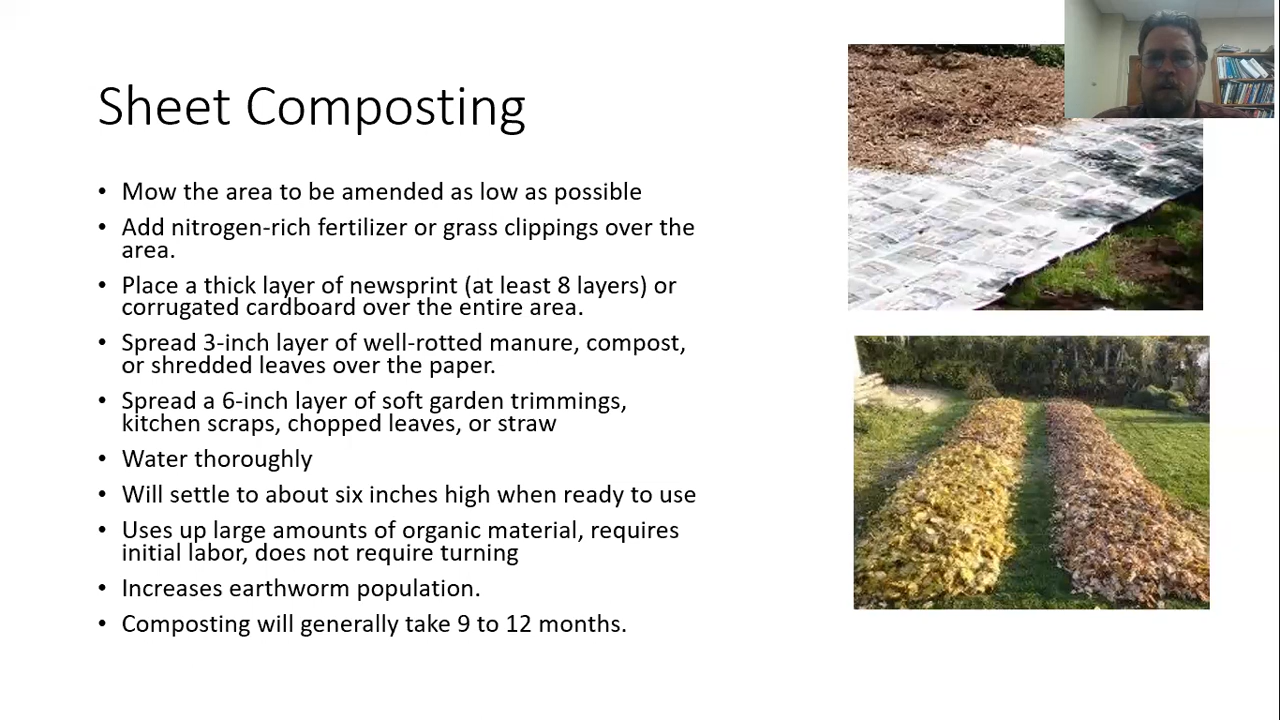 Sheet Composting
• Mow the area to be amended as low as possible
• Add nitrogen-rich fertilizer or grass clippings over the
area.
• Place a thick layer of newsprint (at least 8 layers) or
corrugated cardboard over the entire area.
• Spread 3-inch layer of well-rotted manure, compost,
or shredded leaves over the paper.
• Spread a 6-inch layer of soft garden trimmings,
kitchen scraps, chopped leaves, or straw
• Water thoroughly
• Will settle to about six inches high when ready to use
• Uses up large amounts of organic material, requires
initial labor, does not require turning
• Increases earthworm population.
• Composting will generally take 9 to 12 months.